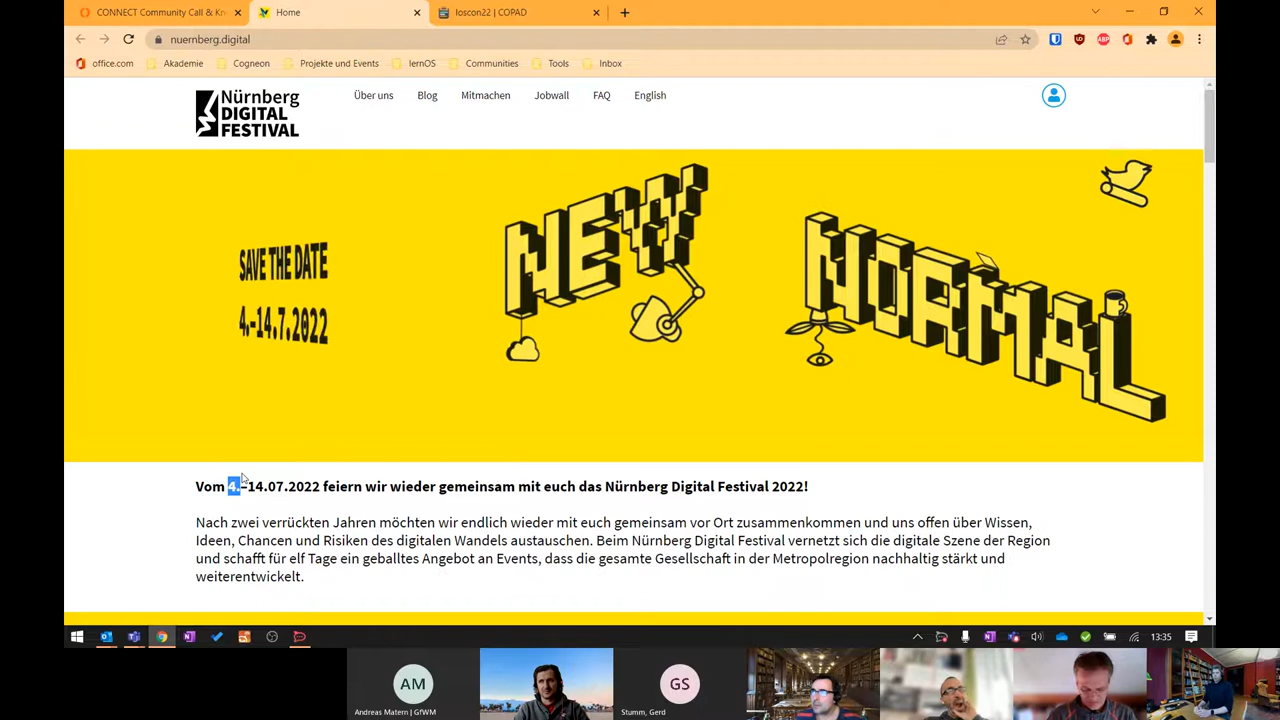 CONNECT Community Call & Kn
Home
loscon22 | COPAD
nuernberg.digital
office.com
Akademie
Cogneon
Projekte und Events
lernOS
Communities
Tools
Inbox
Nürnberg
DIGITAL
FESTIVAL
Über uns
Blog
Mitmachen
Jobwall
FAQ
English
SAVE THE DATE
4.-14.7.2022
NEW
NORMAL
Vom 4.-14.07.2022 feiern wir wieder gemeinsam mit euch das Nürnberg Digital Festival 2022!
Nach zwei verrückten Jahren möchten wir endlich wieder mit euch gemeinsam vor Ort zusammenkommen und uns offen über Wissen,
Ideen, Chancen und Risiken des digitalen Wandels austauschen. Beim Nürnberg Digital Festival vernetzt sich die digitale Szene der Region
und schafft für elf Tage ein geballtes Angebot an Events, dass die gesamte Gesellschaft in der Metropolregion nachhaltig stärkt und
weiterentwickelt.
13:35
AM
Andreas Matern | GfWM
GS
Stumm, Gerd